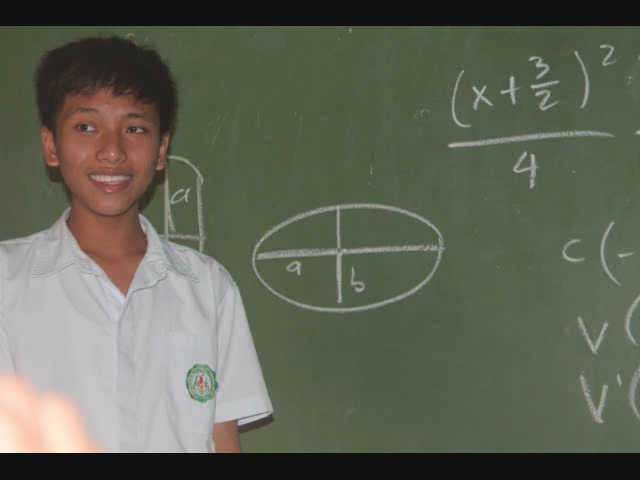 (x + 3/2)²
4
a
a
b
C (-
V (
V' (